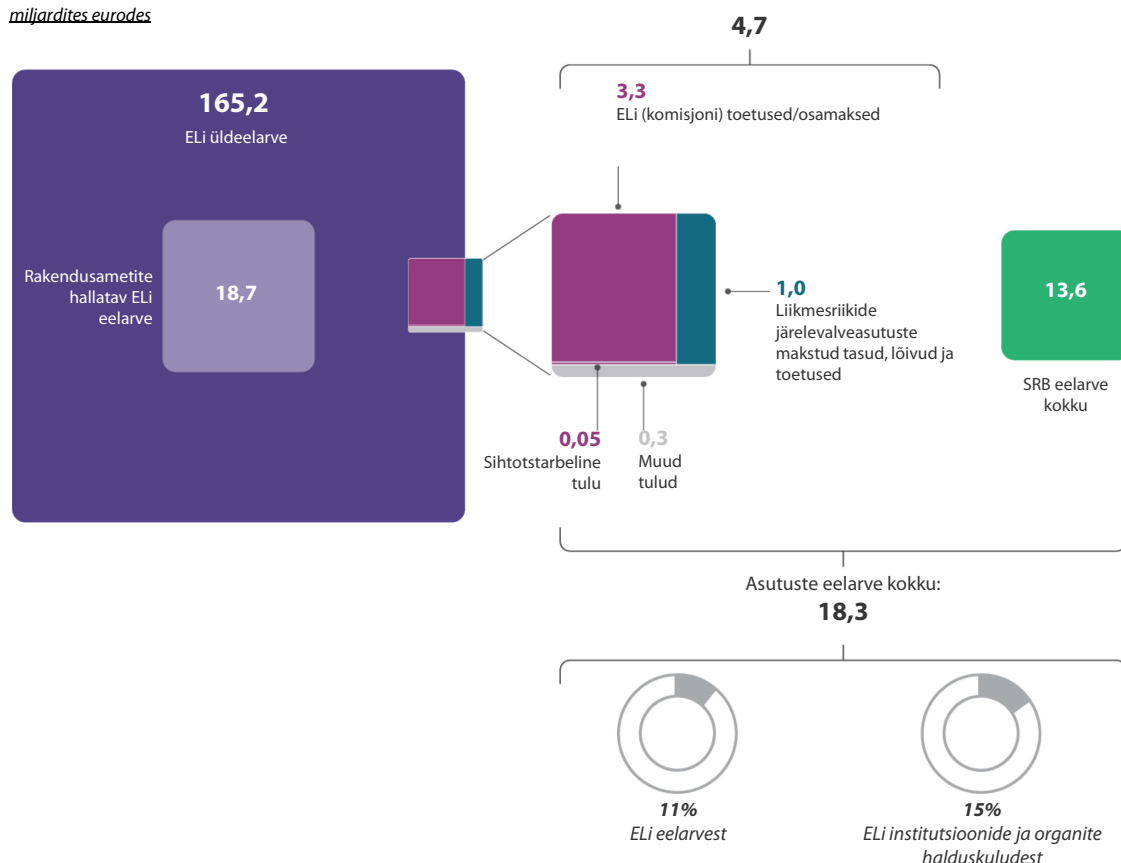 miljardites eurodes
4,7
165,2
ELi üldeelarve
3,3
ELi (komisjoni) toetused/osamaksed
Rakendusametite
hallatav ELi
eelarve
18,7
1,0
Liikmesriikide
järelevalveasutuste
makstud tasud, lõivud ja
toetused
13,6
SRB eelarve
kokku
0,05
Sihtotstarbeline
tulu
0,3
Muud
tulud
Asutuste eelarve kokku:
18,3
11%
ELi eelarvest
15%
ELi institutsioonide ja organite
halduskuludest